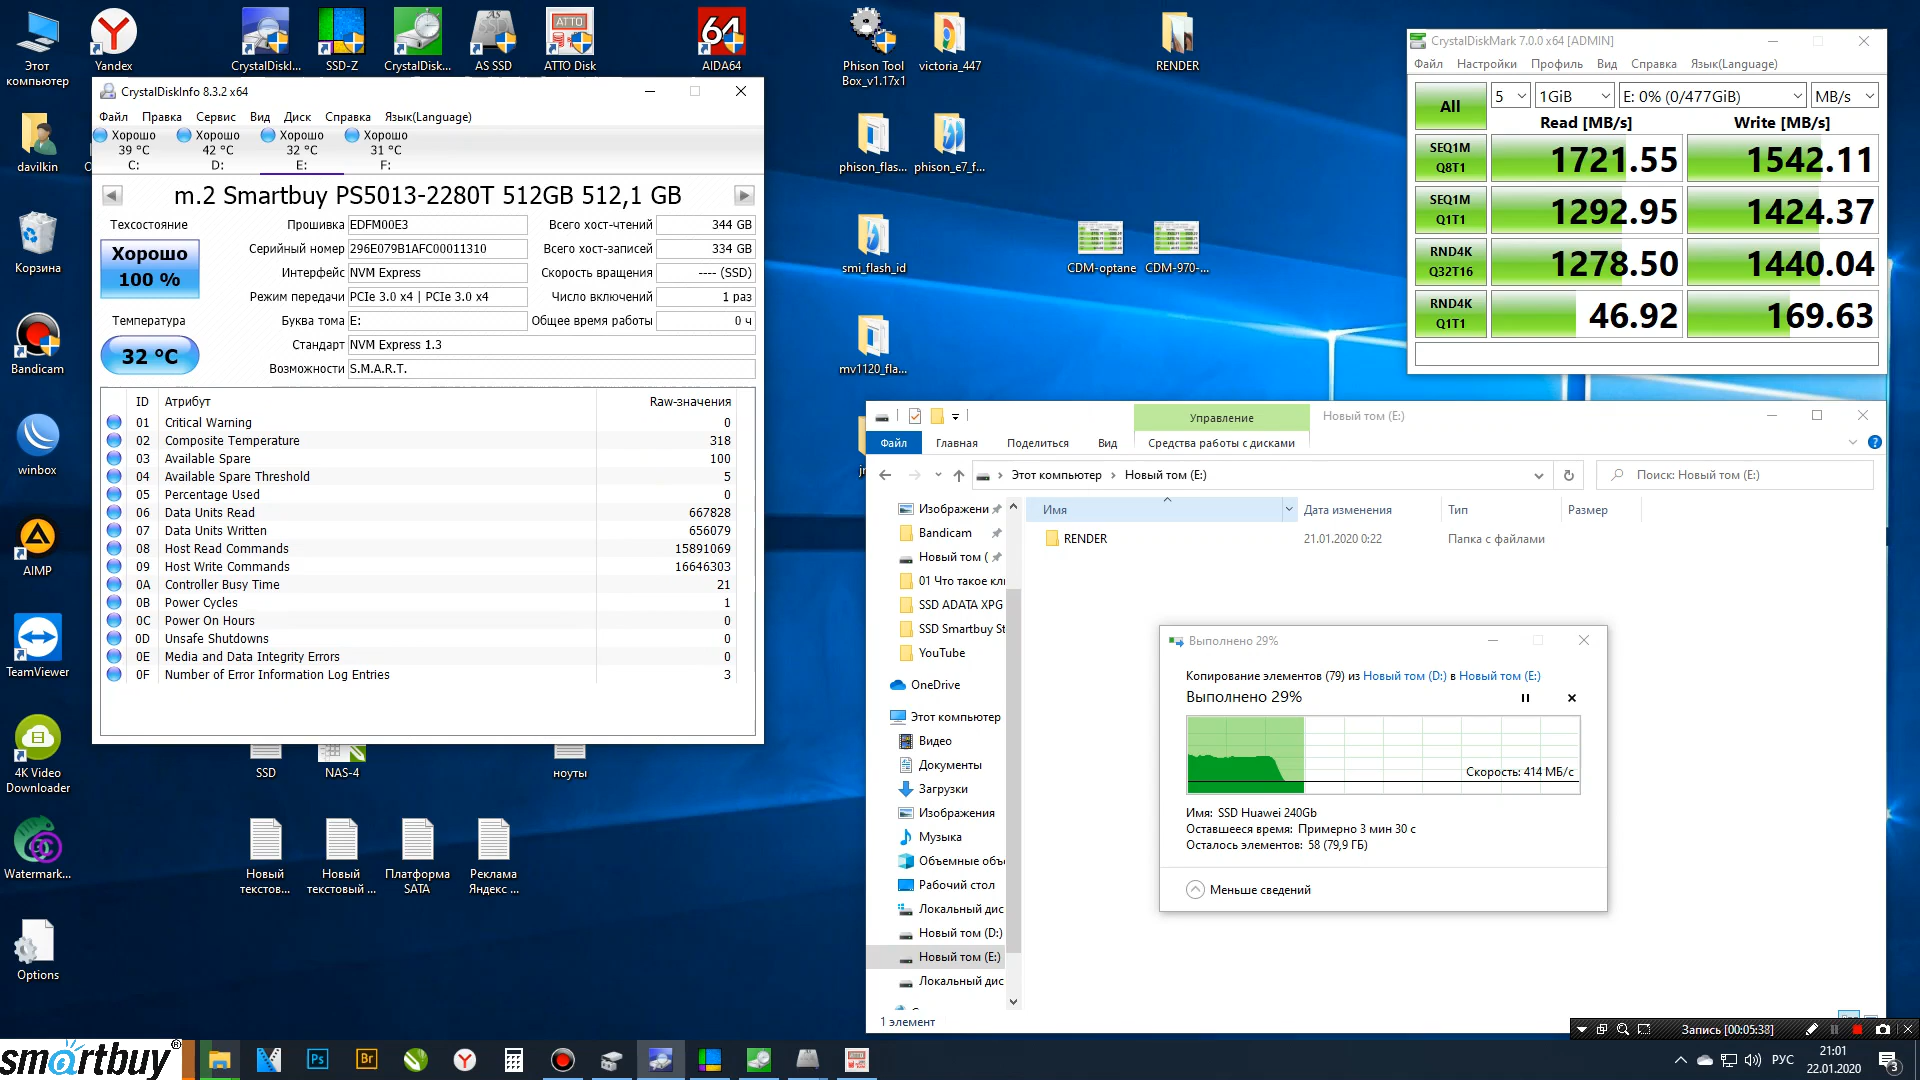 Этот
компьютер
Yandex
CrystalDiskI...
SSD-Z
CrystalDisk...
AS SSD
ATTO Disk
AIDA64
Phison Tool
Box_v1.17x1
victoria_447
RENDER
davilkin
Корзина
Bandicam
winbox
AIMP
TeamViewer
4K Video
Downloader
Watermark...
Options
phison_flas...
phison_e7_f...
smi_flash_id
mv1120_fla...
CDM-optane
CDM-970-...
SSD
NAS-4
ноуты
Новый
текстов...
Новый
текстовый ...
Платформа
SATA
Реклама
Яндекс ...
CrystalDiskInfo 8.3.2 x64
Файл Правка Сервис Вид Диск Справка Язык(Language)
Хорошо Хорошо Хорошо Хорошо
39 °C 42 °C 32 °C 31 °C
C: D: E: F:
m.2 Smartbuy PS5013-2280T 512GB 512,1 GB
Техсостояние
Хорошо
100 %
Температура
32 °C
Прошивка EDFM00E3 Всего хост-чтений 344 GB
Серийный номер 296E079B1AFC00011310 Всего хост-записей 334 GB
Интерфейс NVM Express Скорость вращения ---- (SSD)
Режим передачи PCIe 3.0 x4 | PCIe 3.0 x4 Число включений 1 раз
Буква тома E: Общее время работы 0 ч
Стандарт NVM Express 1.3
Возможности S.M.A.R.T.
ID Атрибут Raw-значения
01 Critical Warning 0
02 Composite Temperature 318
03 Available Spare 100
04 Available Spare Threshold 5
05 Percentage Used 0
06 Data Units Read 667828
07 Data Units Written 656079
08 Host Read Commands 15891069
09 Host Write Commands 16646303
0A Controller Busy Time 21
0B Power Cycles 1
0C Power On Hours 0
0D Unsafe Shutdowns 0
0E Media and Data Integrity Errors 0
0F Number of Error Information Log Entries 3
CrystalDiskMark 7.0.0 x64 [ADMIN]
Файл Настройки Профиль Вид Справка Язык(Language)
All 5 1GiB E: 0% (0/477GiB) MB/s
Read [MB/s] Write [MB/s]
SEQ1M
Q8T1
1721.55 1542.11
SEQ1M
Q1T1
1292.95 1424.37
RND4K
Q32T16
1278.50 1440.04
RND4K
Q1T1
46.92 169.63
Управление Новый том (E:)
Файл Главная Поделиться Вид Средства работы с дисками
Этот компьютер Новый том (E:)
Поиск: Новый том (E:)
Имя Дата изменения Тип Размер
RENDER 21.01.2020 0:22 Папка с файлами
Изображени
Bandicam
Новый том (
01 Что такое кл
SSD ADATA XPG
SSD Smartbuy St
YouTube
OneDrive
Этот компьютер
Видео
Документы
Загрузки
Изображения
Музыка
Объемные объ
Рабочий стол
Локальный дис
Новый том (D:)
Новый том (E:)
Локальный дис
1 элемент
Выполнено 29%
Копирование элементов (79) из Новый том (D:) в Новый том (E:)
Выполнено 29%
Скорость: 414 МБ/с
Имя: SSD Huawei 240Gb
Оставшееся время: Примерно 3 мин 30 с
Осталось элементов: 58 (79,9 ГБ)
Меньше сведений
Запись [00:05:38]
smartbuy®
Ps
Br
РУС
21:01
22.01.2020
3